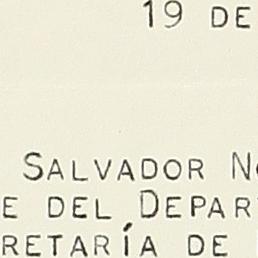 19 DE
SALVADOR
E DEL DEPAR
RETARÍA DE